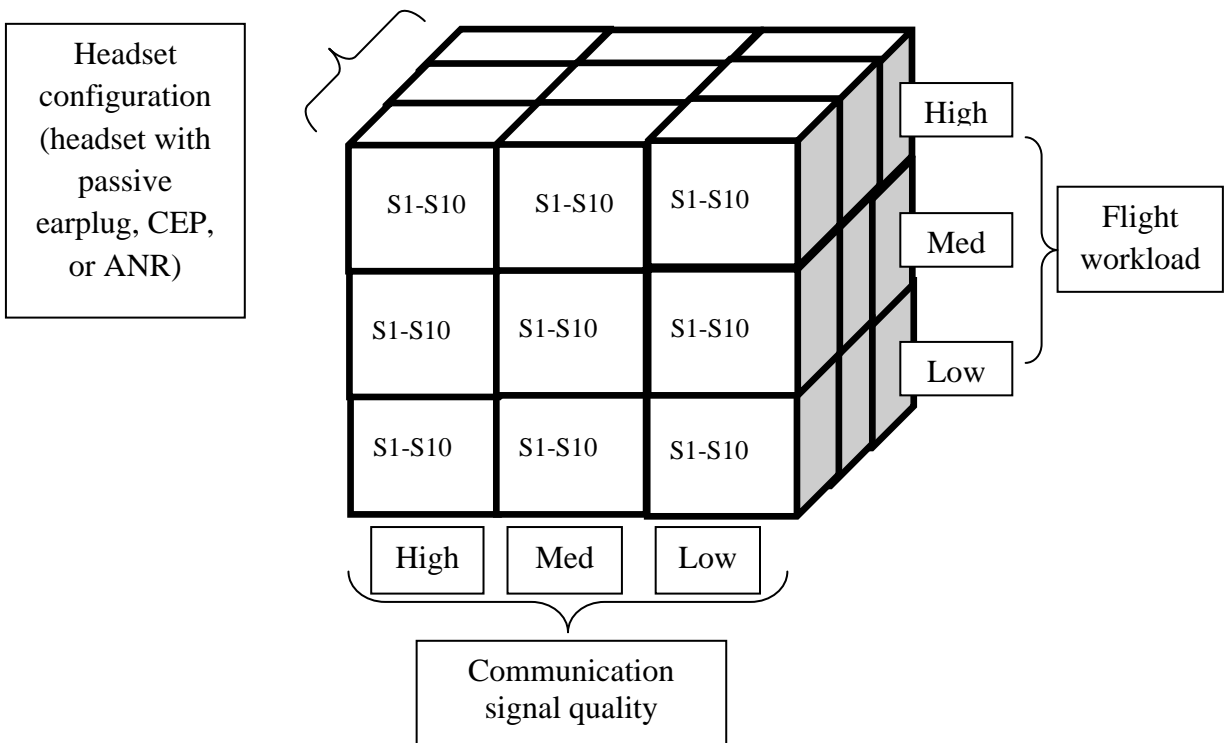 Headset
configuration
(headset with
passive
earplug, CEP,
or ANR)
High
S1-S10 S1-S10 S1-S10
Med
Flight
workload
S1-S10 S1-S10 S1-S10
Low
S1-S10 S1-S10 S1-S10
High Med Low
Communication
signal quality